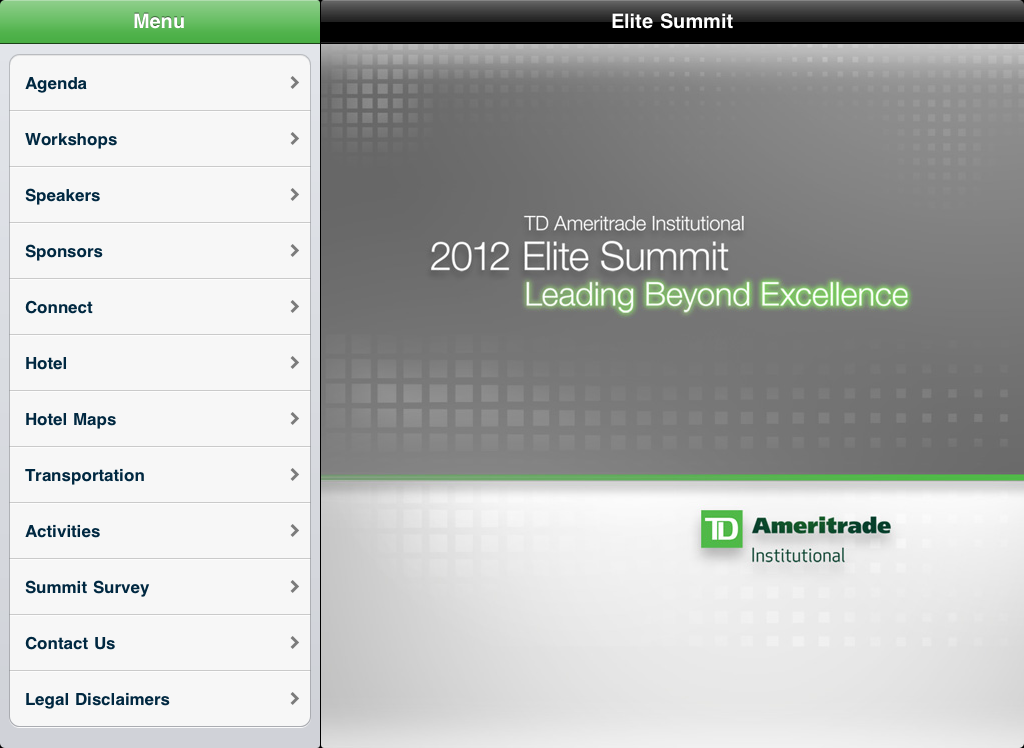 Menu
Agenda
Workshops
Speakers
Sponsors
Connect
Hotel
Hotel Maps
Transportation
Activities
Summit Survey
Contact Us
Legal Disclaimers
Elite Summit
TD Ameritrade Institutional
2012 Elite Summit
Leading Beyond Excellence
TD Ameritrade
Institutional